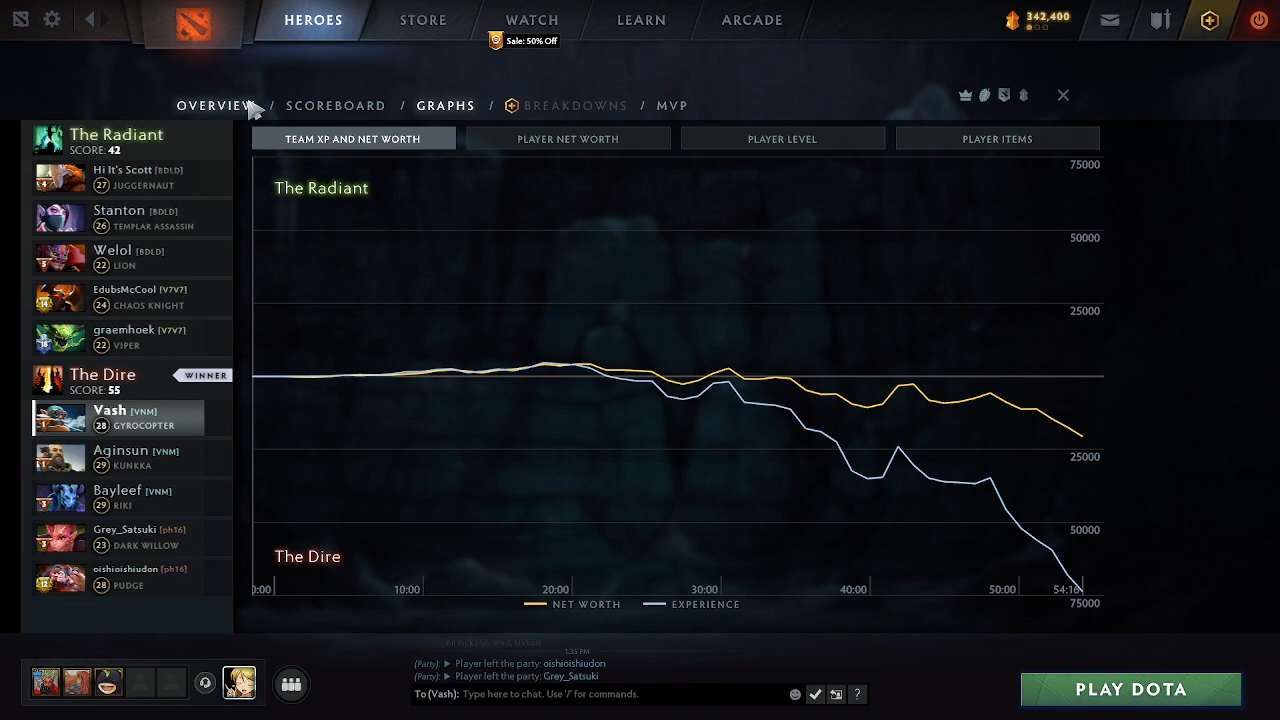 HEROES
STORE
WATCH
LEARN
ARCADE
342,400
Sale: 50% Off
OVERVIEW / SCOREBOARD / GRAPHS / BREAKDOWNS / MVP
The Radiant
SCORE: 42
Hi It's Scott [BDLD]
27 JUGGERNAUT
Stanton [BDLD]
26 TEMPLAR ASSASSIN
Welol [BDLD]
22 LION
EdubsMcCool [V7V7]
24 CHAOS KNIGHT
graemhoek [V7V7]
22 VIPER
The Dire
WINNER
SCORE: 55
Vash [VNM]
28 GYROCOPTER
Aginsun [VNM]
29 KUNKKA
Bayleef [VNM]
29 RIKI
Grey_Satsuki [ph16]
23 DARK WILLOW
oishioishiudon [ph16]
28 PUDGE
TEAM XP AND NET WORTH
PLAYER NET WORTH
PLAYER LEVEL
PLAYER ITEMS
The Radiant
75000
50000
25000
25000
50000
The Dire
0:00 10:00 20:00 30:00 40:00 50:00 54:16
75000
NET WORTH
EXPERIENCE
1:35 PM
(Party): Player left the party: oishioishiudon
(Party): Player left the party: Grey_Satsuki
To (Vash): Type here to chat. Use '/' for commands.
?
PLAY DOTA